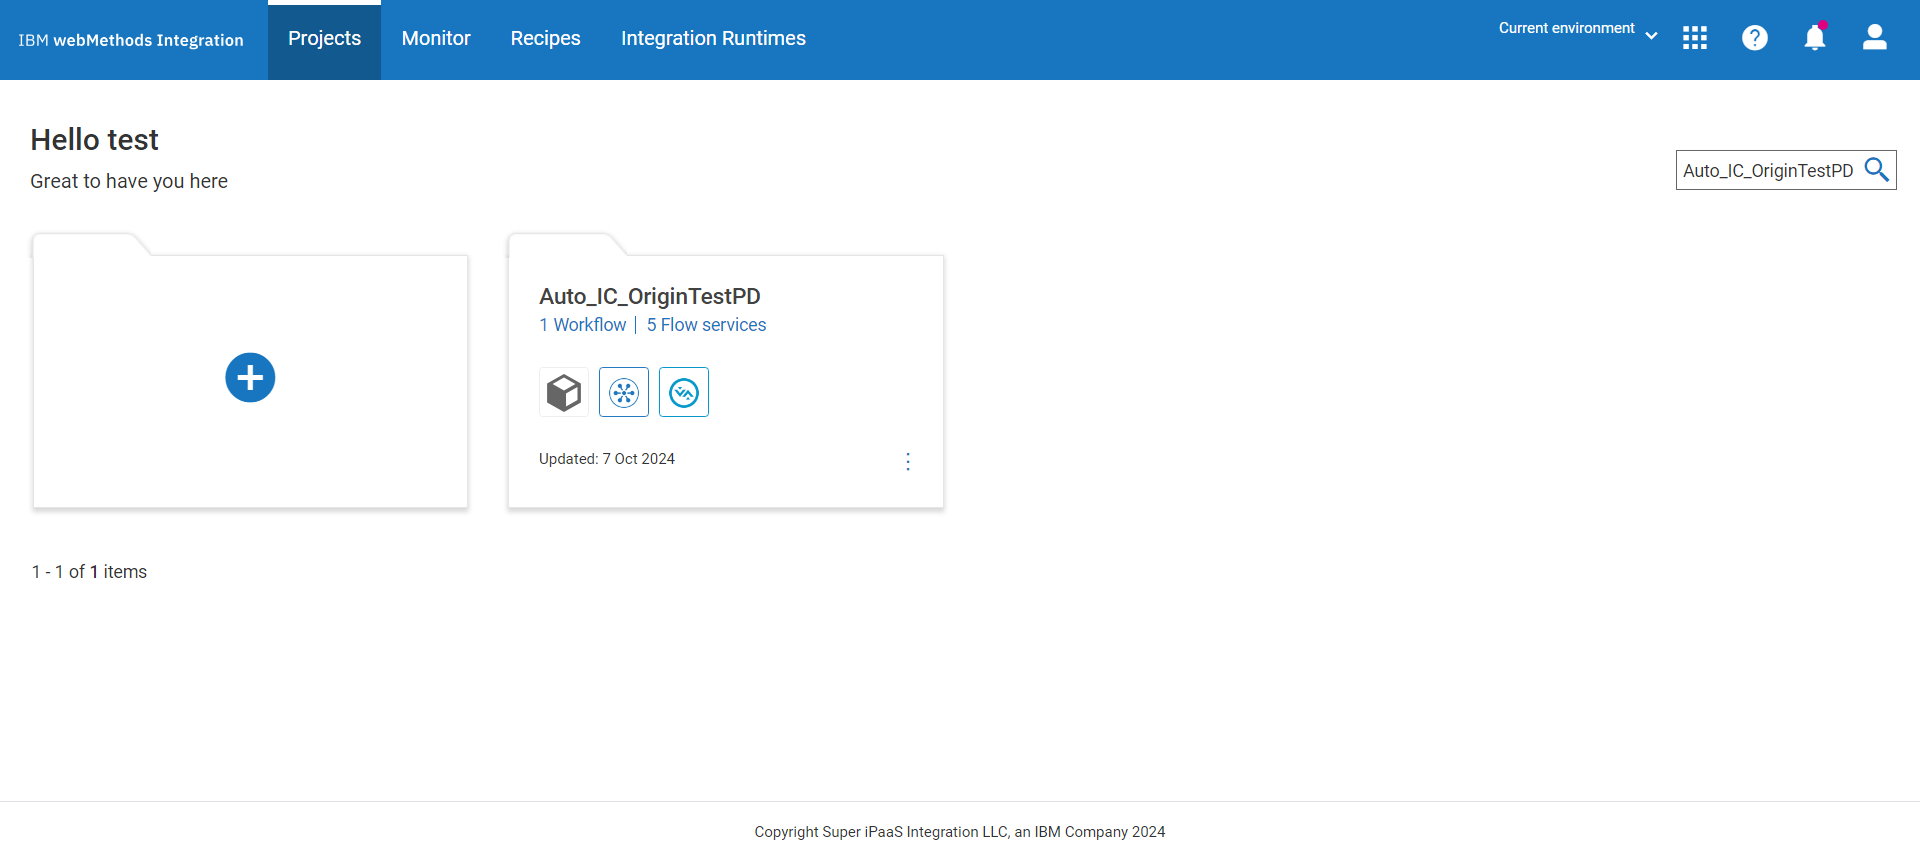 IBM webMethods Integration
Projects
Monitor
Recipes
Integration Runtimes
Current environment
Hello test
Great to have you here
Auto_IC_OriginTestPD
Auto_IC_OriginTestPD
1 Workflow | 5 Flow services
Updated: 7 Oct 2024
1 - 1 of 1 items
Copyright Super iPaaS Integration LLC, an IBM Company 2024